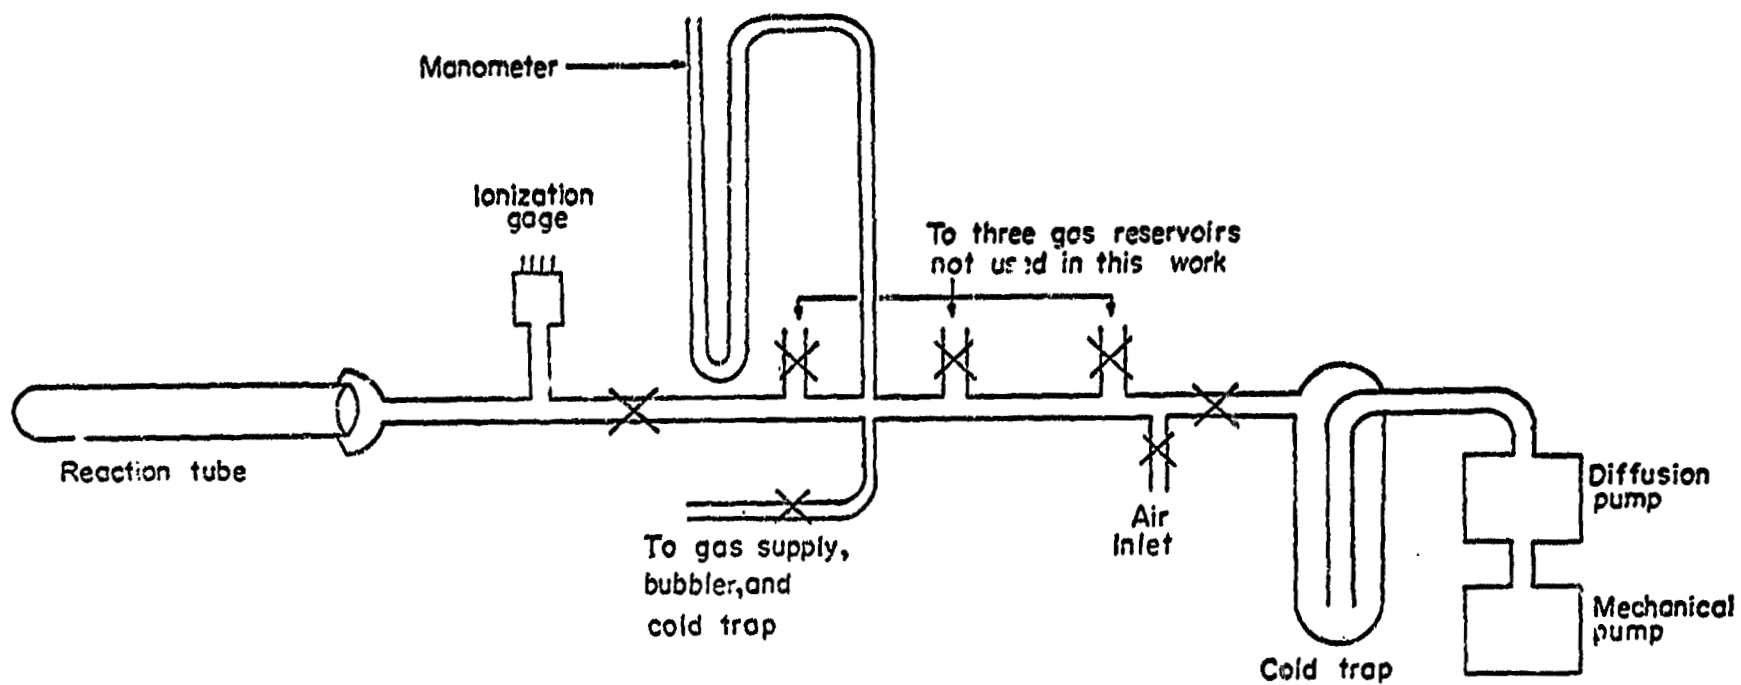 Manometer
Ionization
gage
To three gas reservoirs
not used in this work
Reaction tube
To gas supply,
bubbler, and
cold trap
Air
Inlet
Diffusion
pump
Mechanical
pump
Cold trap